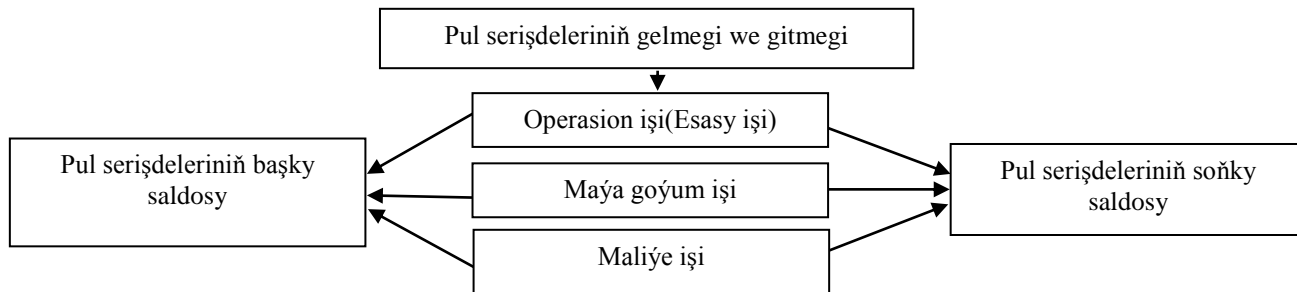 Pul serişdeleriniň gelmegi we gitmegi
Operasion işi(Esasy işi)
Pul serişdeleriniň başky
saldosy
Maýa goýum işi
Pul serişdeleriniň soňky
saldosy
Maliýe işi